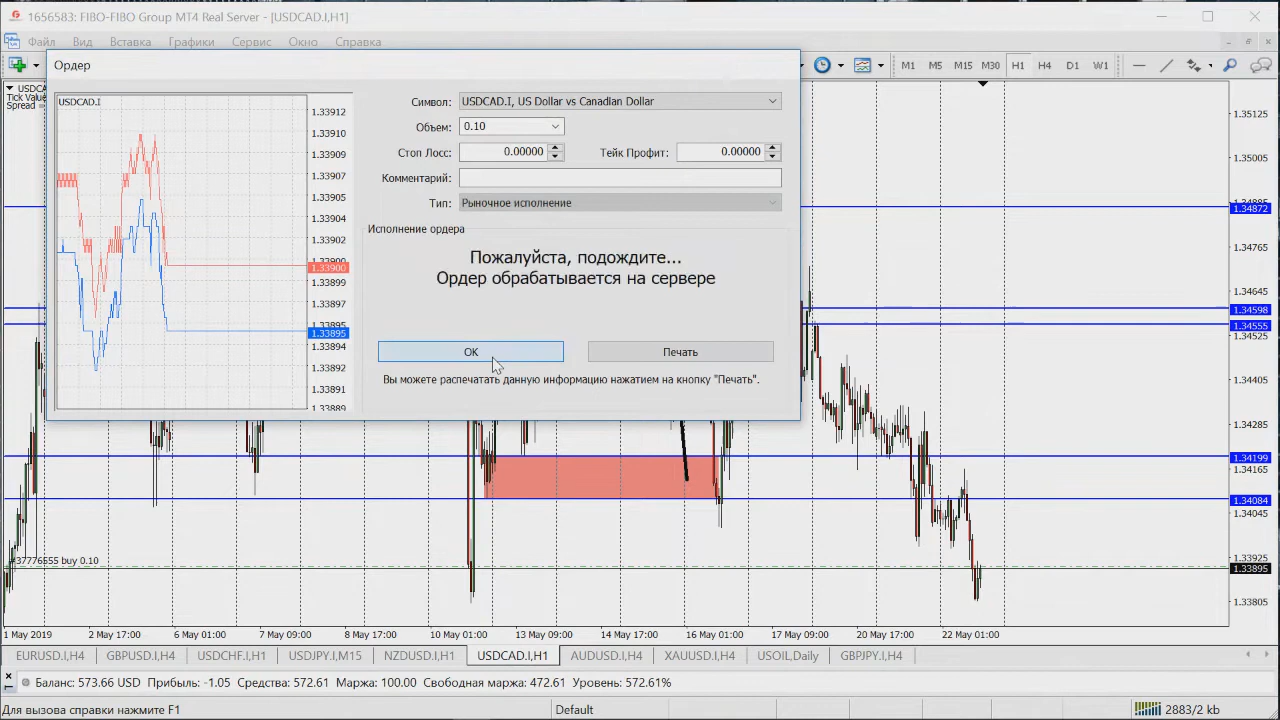 1656583: FIBO-FIBO Group MT4 Real Server - [USDCAD.I,H1]
Файл Вид Вставка Графики Сервис Окно Справка
M1 M5 M15 M30 H1 H4 D1 W1
Ордер
USDCAD
Tick Value
Spread =
USDCAD.I
1.33912
1.33910
1.33909
1.33907
1.33905
1.33904
1.33902
1.33900
1.33899
1.33897
1.33895
1.33895
1.33894
1.33892
1.33891
1.33889
Символ: USDCAD.I, US Dollar vs Canadian Dollar
Объем: 0.10
Стоп Лосс: 0.00000 Тейк Профит: 0.00000
Комментарий:
Тип: Рыночное исполнение
Исполнение ордера
Пожалуйста, подождите...
Ордер обрабатывается на сервере
OK Печать
Вы можете распечатать данную информацию нажатием на кнопку "Печать".
1.35125
1.35005
1.34885
1.34872
1.34765
1.34645
1.34598
1.34555
1.34405
1.34285
1.34199
1.34165
1.34084
1.34045
1.33925
1.33895
1.33805
37776555 buy 0.10
1 May 2019 2 May 17:00 6 May 01:00 7 May 09:00 8 May 17:00 10 May 01:00 13 May 09:00 14 May 17:00 16 May 01:00 17 May 09:00 20 May 17:00 22 May 01:00
EURUSD.I,H4 GBPUSD.I,H4 USDCHF.I,H1 USDJPY.I,M15 NZDUSD.I,H1 USDCAD.I,H1 AUDUSD.I,H4 XAUUSD.I,H4 USOIL,Daily GBPJPY.I,H4
Баланс: 573.66 USD Прибыль: -1.05 Средства: 572.61 Маржа: 100.00 Свободная маржа: 472.61 Уровень: 572.61%
Для вызова справки нажмите F1 Default 2883/2 kb